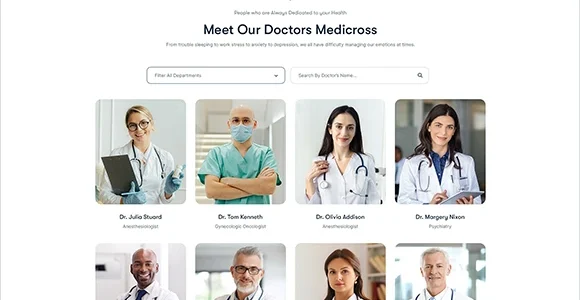 People who are Always Dedicated to your Health
Meet Our Doctors Medicross
From trouble sleeping to work stress to anxiety to depression, we all have difficulty managing our emotions at times.
Filter All Departments
Search By Doctor's Name...
Dr. Julia Stuard
Dr. Tom Kenneth
Dr. Olivia Addison
Dr. Margery Nixon
Anesthesiologist
Gynecologic Oncologist
Anesthesiologist
Psychiatry